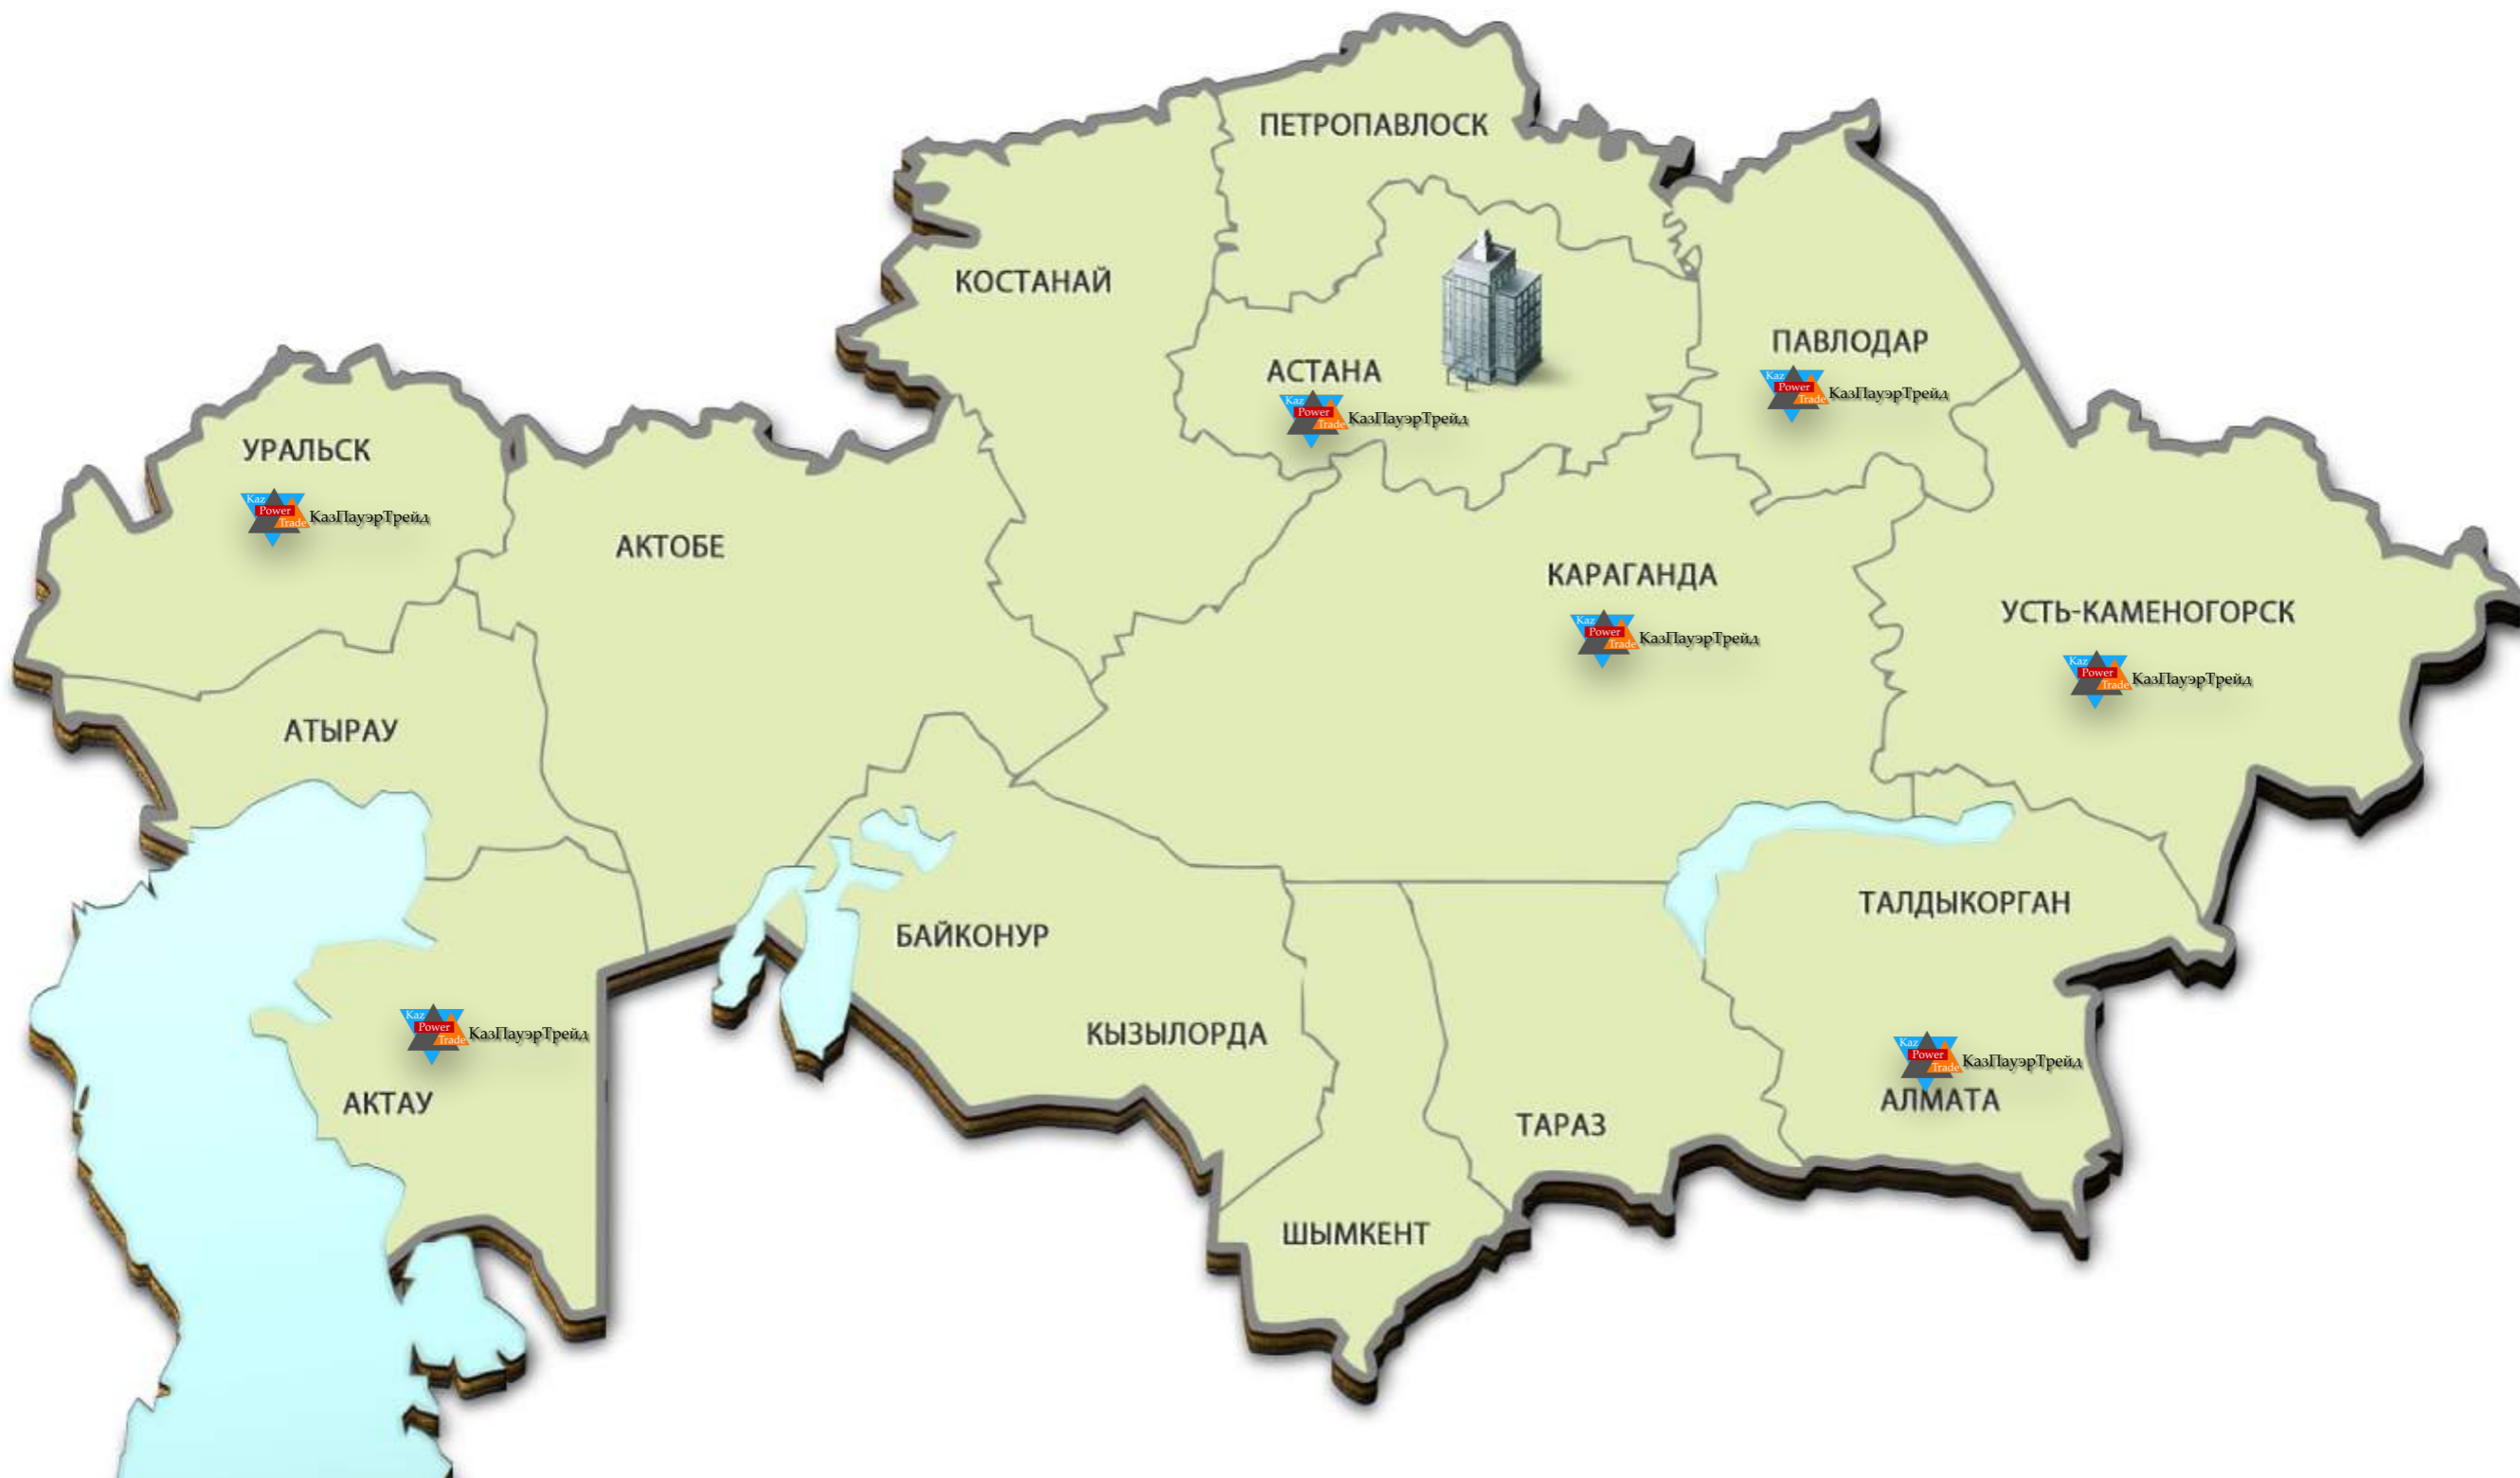 ПЕТРОПАВЛОСК
КОСТАНАЙ
ПАВЛОДАР
Kaz
Power
Trade
КазПауэрТрейд
АСТАНА
Kaz
Power
Trade
КазПауэрТрейд
УРАЛЬСК
Kaz
Power
Trade
КазПауэрТрейд
АКТОБЕ
КАРАГАНДА
Kaz
Power
Trade
КазПауэрТрейд
УСТЬ-КАМЕНОГОРСК
Kaz
Power
Trade
КазПауэрТрейд
АТЫРАУ
ТАЛДЫКОРГАН
БАЙКОНУР
КЫЗЫЛОРДА
Kaz
Power
Trade
КазПауэрТрейд
АКТАУ
Kaz
Power
Trade
КазПауэрТрейд
АЛМАТА
ТАРАЗ
ШЫМКЕНТ